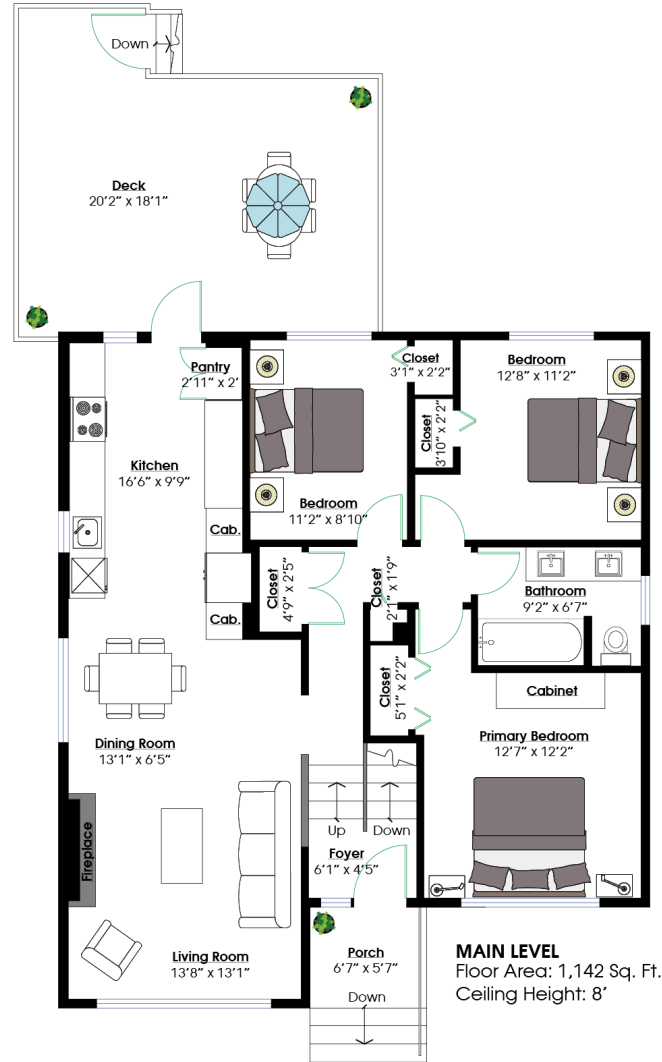 Down
Deck
20'2" x 18'1"
Pantry
2'11" x 2'
Closet
3'1" x 2'2"
Bedroom
12'8" x 11'2"
Closet
3'10" x 2'2"
Kitchen
16'6" x 9'9"
Bedroom
11'2" x 8'10"
Cab.
Closet
4'9" x 2'5"
Closet
2'1" x 1'9"
Bathroom
9'2" x 6'7"
Cab.
Closet
5'1" x 2'2"
Cabinet
Dining Room
13'1" x 6'5"
Primary Bedroom
12'7" x 12'2"
Fireplace
Up
Down
Foyer
6'1" x 4'5"
Living Room
13'8" x 13'1"
Porch
6'7" x 5'7"
Down
MAIN LEVEL
Floor Area: 1,142 Sq. Ft.
Ceiling Height: 8'